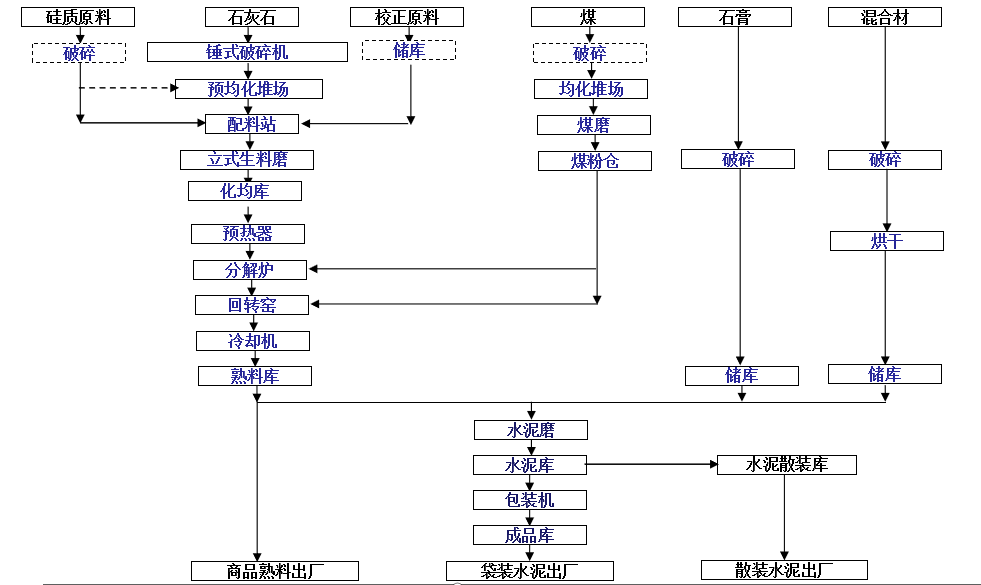 硅质原料
石灰石
校正原料
煤
石膏
混合材
破碎
锤式破碎机
储库
破碎
预均化堆场
均化堆场
配料站
煤磨
立式生料磨
煤粉仓
破碎
破碎
化均库
预热器
烘干
分解炉
回转窑
冷却机
熟料库
储库
储库
水泥磨
水泥库
水泥散装库
包装机
成品库
商品熟料出厂
袋装水泥出厂
散装水泥出厂